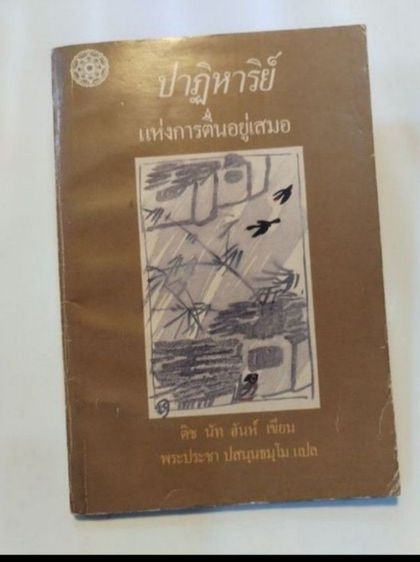 ปาฏิหาริย์
แห่งการตื่นอยู่เสมอ
ติช นัท ฮันห์ เขียน
พระประชา ปสนฺนธมฺโม แปล